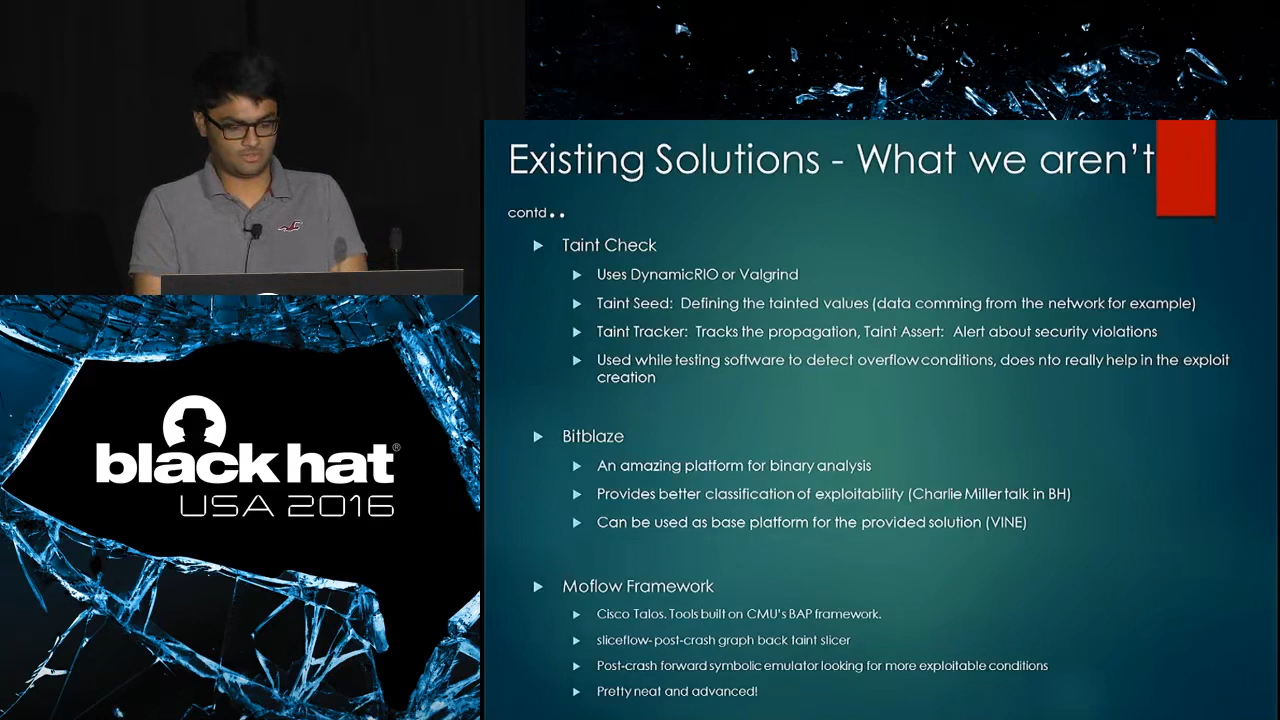 Existing Solutions - What we aren't
contd..
Taint Check
Uses DynamicRIO or Valgrind
Taint Seed: Defining the tainted values (data comming from the network for example)
Taint Tracker: Tracks the propagation, Taint Assert: Alert about security violations
Used while testing software to detect overflow conditions, does nto really help in the exploit
creation
Bitblaze
An amazing platform for binary analysis
Provides better classification of exploitability (Charlie Miller talk in BH)
Can be used as base platform for the provided solution (VINE)
Moflow Framework
Cisco Talos. Tools built on CMU's BAP framework.
sliceflow- post-crash graph back taint slicer
Post-crash forward symbolic emulator looking for more exploitable conditions
Pretty neat and advanced!
black hat®
USA 2016